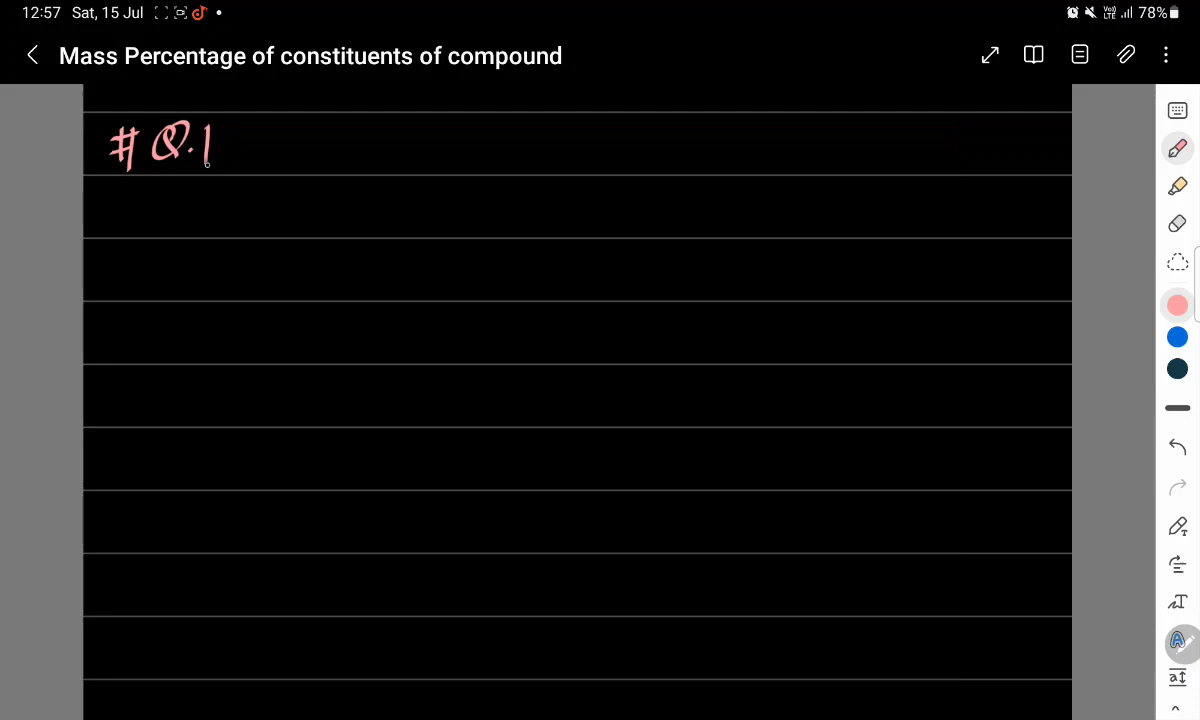 12:57 Sat, 15 Jul 78%
Mass Percentage of constituents of compound
# Q.1